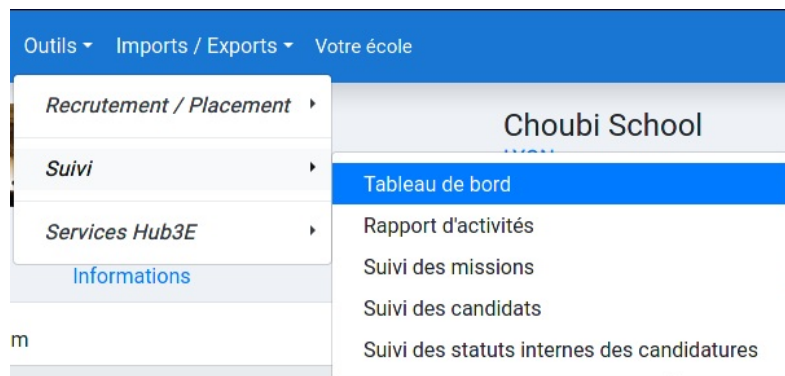 Outils Imports / Exports Votre école
Recrutement / Placement
Choubi School
LYON
Suivi
Tableau de bord
Rapport d'activités
Services Hub3E
Suivi des missions
Informations
Suivi des candidats
m
Suivi des statuts internes des candidatures